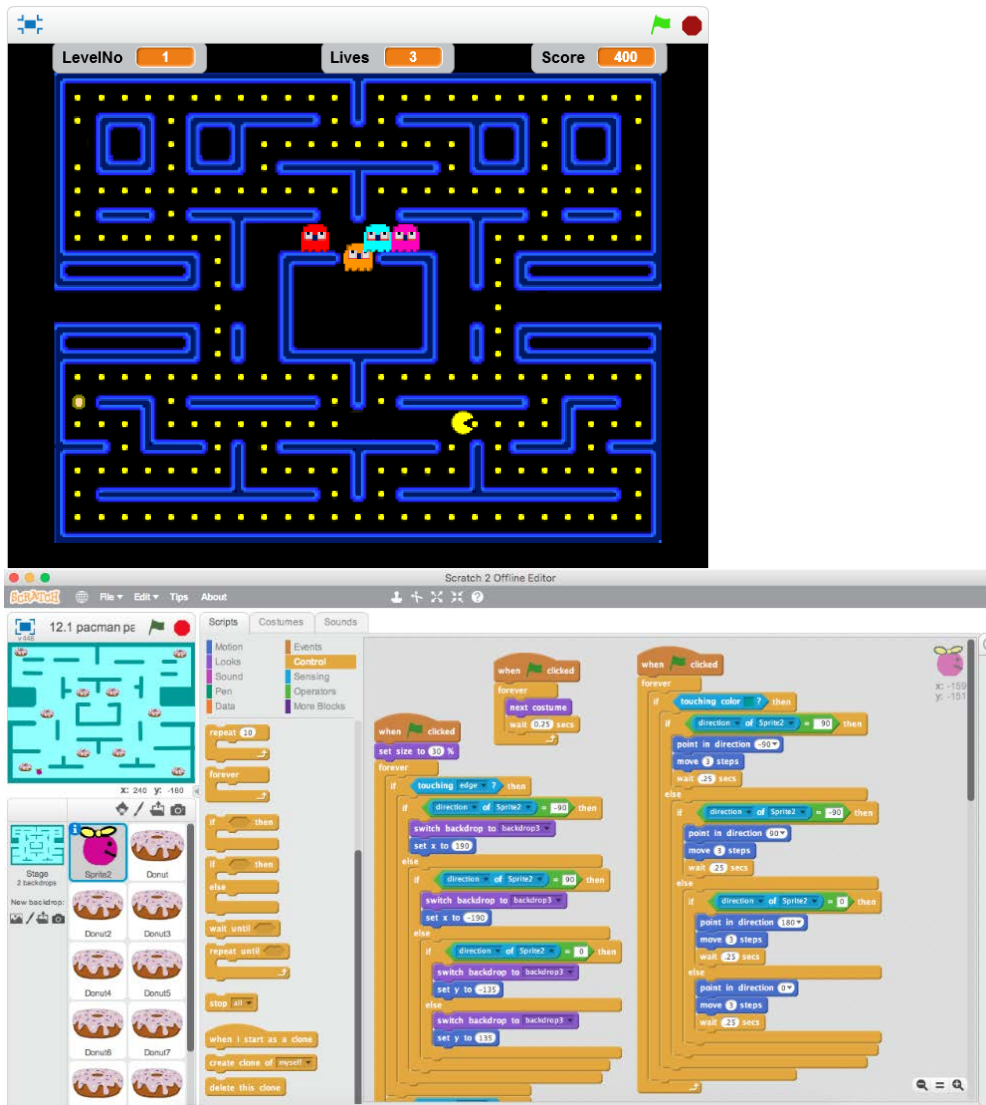 LevelNo 1 Lives 3 Score 400
Scratch 2 Offline Editor
SCRATCH File Edit Tips About
v448 12.1 pacman pa
Scripts Costumes Sounds
Motion Events
Looks Control
Sound Sensing
Pen Operators
Data More Blocks
repeat 10
forever
if then
if then
else
wait until
repeat until
stop all
when I start as a clone
create clone of myself
delete this clone
x: 240 y: -180
Stage
2 backdrops
New backdrop:
Sprite2 Donut
Donut2 Donut3
Donut4 Donut5
Donut6 Donut7
when clicked
set size to 30 %
forever
if touching edge ? then
if direction of Sprite2 = -90 then
switch backdrop to backdrop3
set x to 190
else
if direction of Sprite2 = 90 then
switch backdrop to backdrop3
set x to -190
else
if direction of Sprite2 = 0 then
switch backdrop to backdrop3
set y to -135
else
switch backdrop to backdrop3
set y to 135
when clicked
forever
next costume
wait 0.25 secs
when clicked
forever
if touching color ? then
if direction of Sprite2 = 90 then
point in direction -90
move 3 steps
wait .25 secs
else
if direction of Sprite2 = -90 then
point in direction 90
move 3 steps
wait .25 secs
else
if direction of Sprite2 = 0 then
point in direction 180
move 3 steps
wait .25 secs
else
point in direction 0
move 3 steps
wait .25 secs
x: -159
y: -151